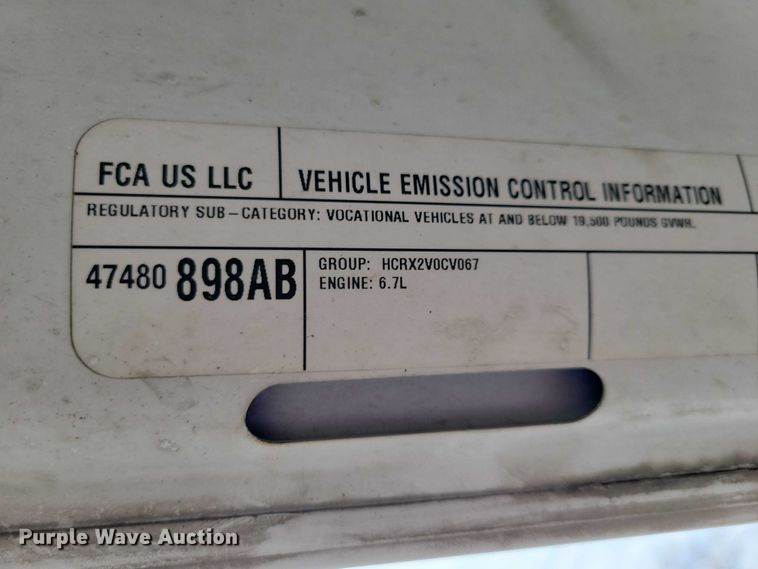 FCA US LLC VEHICLE EMISSION CONTROL INFORMATION
REGULATORY SUB-CATEGORY: VOCATIONAL VEHICLES AT AND BELOW 19,500 POUNDS GVWR.
47480 898AB
GROUP: HCRX2V0CV067
ENGINE: 6.7L
Purple Wave Auction